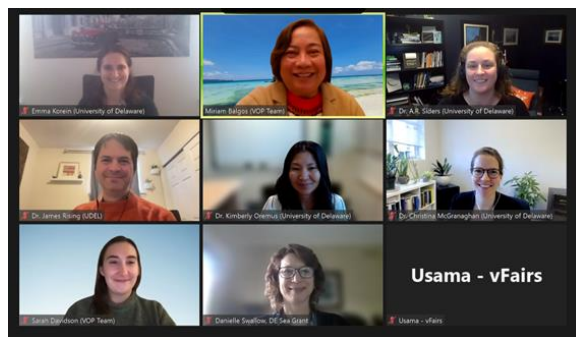 Emma Korein (University of Delaware)
Miriam Balgos (VOP Team)
Dr. A.R. Siders (University of Delaware)
Dr. James Rising (UDEL)
Dr. Kimberly Oremus (University of Delaware)
Dr. Christina McGranaghan (University of Delaware)
Sarah Davidson (VOP Team)
Danielle Swallow, DE Sea Grant
Usama - vFairs
Usama - vFairs